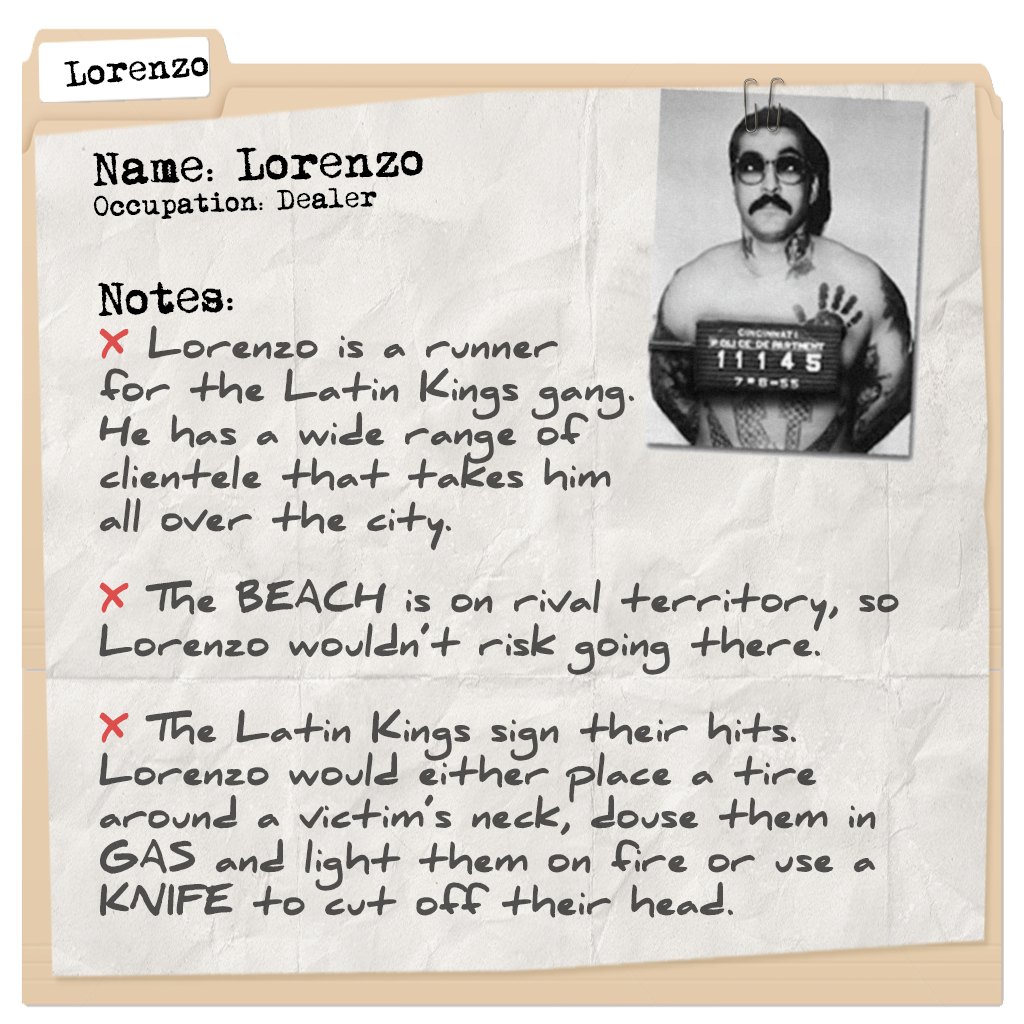 Lorenzo
Name: Lorenzo
Occupation: Dealer
CINCINNATI
POLICE DEPARTMENT
11145
7-8-55
Notes:
× Lorenzo is a runner
for the Latin Kings gang.
He has a wide range of
clientele that takes him
all over the city.
× The BEACH is on rival territory, so
Lorenzo wouldn't risk going there.
× The Latin Kings sign their hits.
Lorenzo would either place a tire
around a victim's neck, douse them in
GAS and light them on fire or use a
KNIFE to cut off their head.